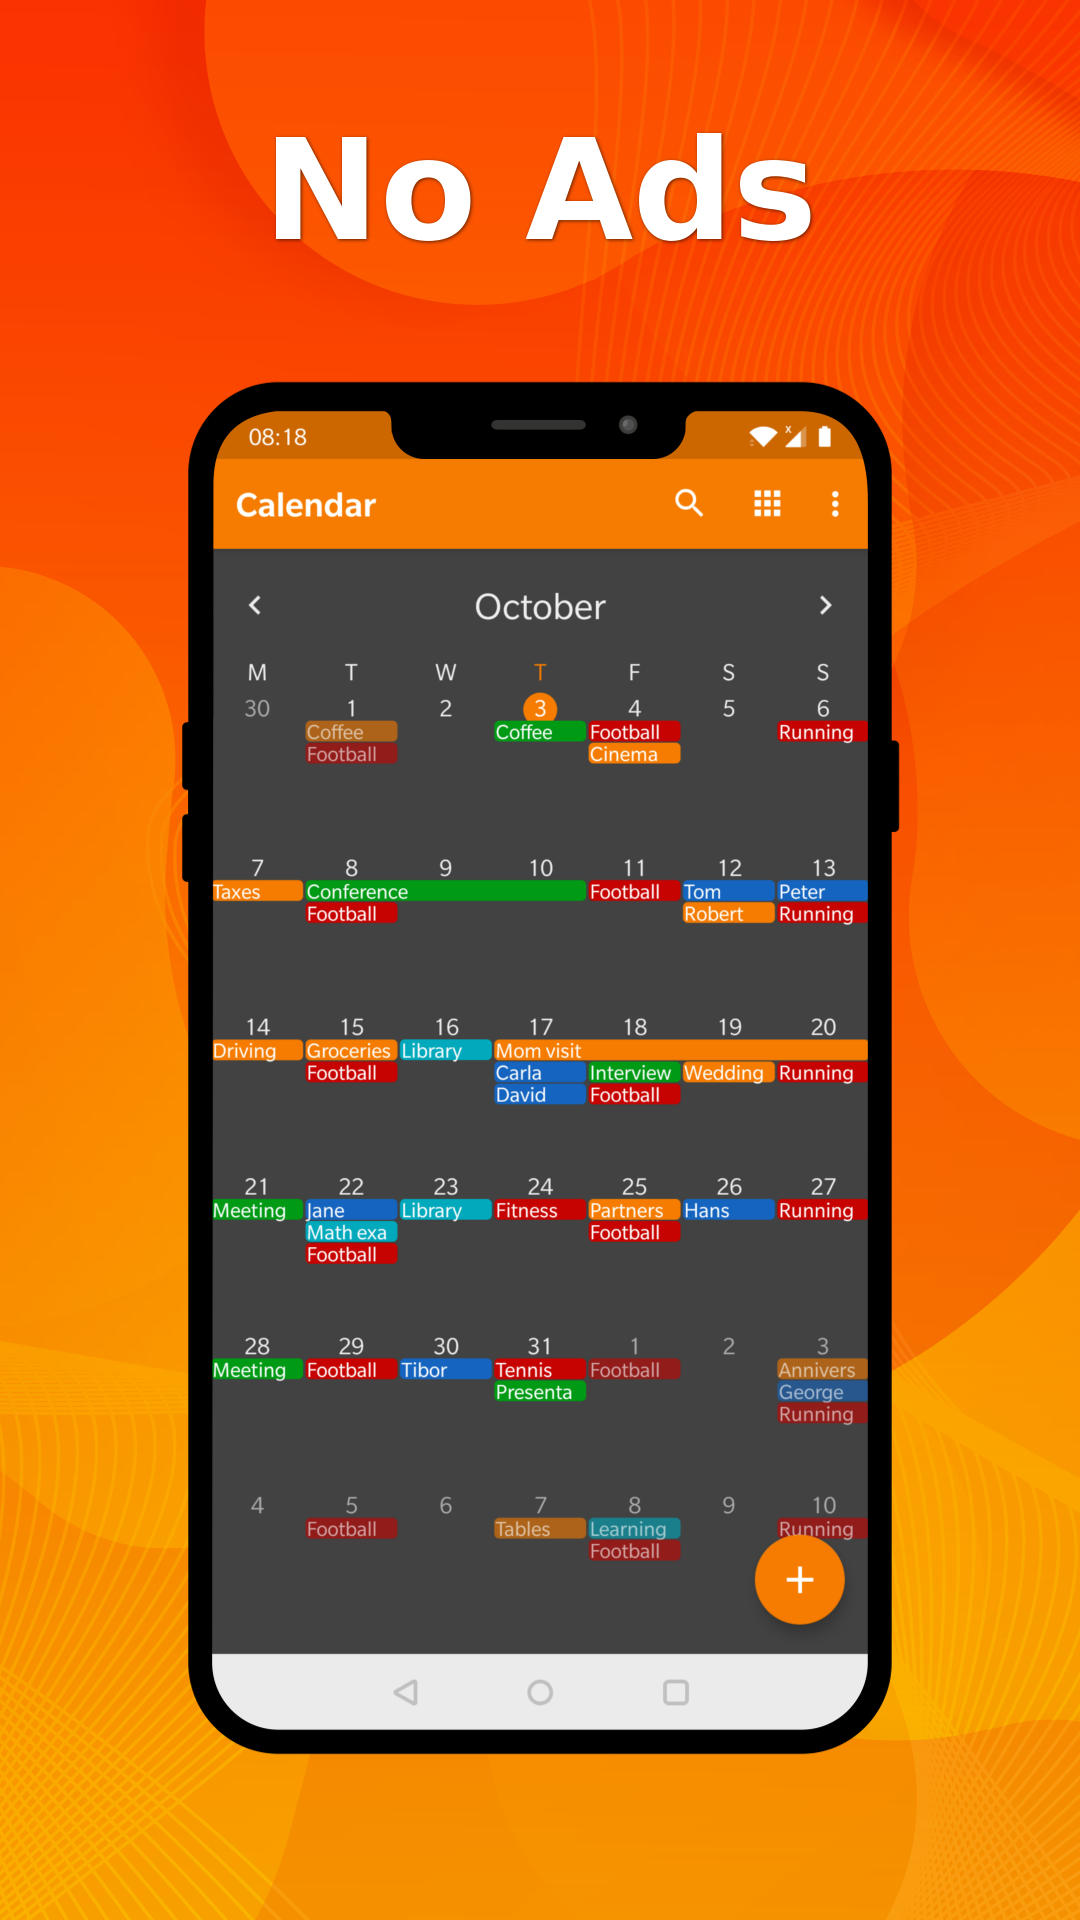 No Ads
08:18
Calendar
October
M T W T F S S
30 1 2 3 4 5 6
Coffee Coffee Football Running
Football Cinema
7 8 9 10 11 12 13
Taxes Conference Football Tom Peter
Football Robert Running
14 15 16 17 18 19 20
Driving Groceries Library Mom visit
Football Carla Interview Wedding Running
David Football
21 22 23 24 25 26 27
Meeting Jane Library Fitness Partners Hans Running
Math exa Football
Football
28 29 30 31 1 2 3
Meeting Football Tibor Tennis Football Annivers
Presenta George
Running
4 5 6 7 8 9 10
Football Tables Learning Running
Football